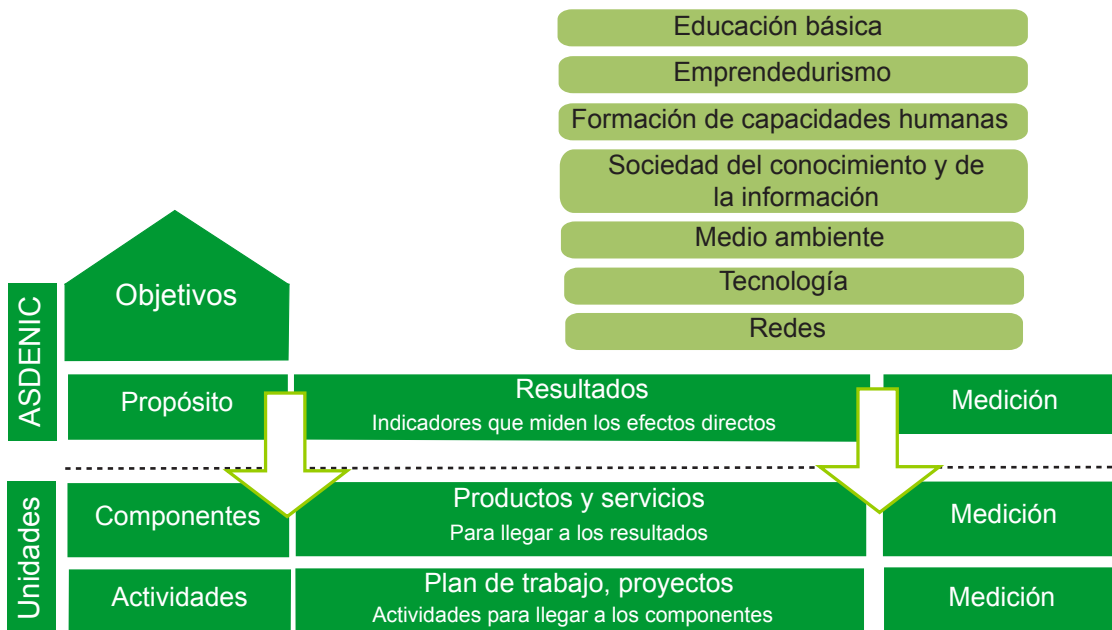 Educación básica
Emprendedurismo
Formación de capacidades humanas
Sociedad del conocimiento y de
la información
Medio ambiente
Tecnología
Redes
ASDENIC
Objetivos
Propósito
Resultados
Indicadores que miden los efectos directos
Medición
Unidades
Componentes
Productos y servicios
Para llegar a los resultados
Medición
Actividades
Plan de trabajo, proyectos
Actividades para llegar a los componentes
Medición